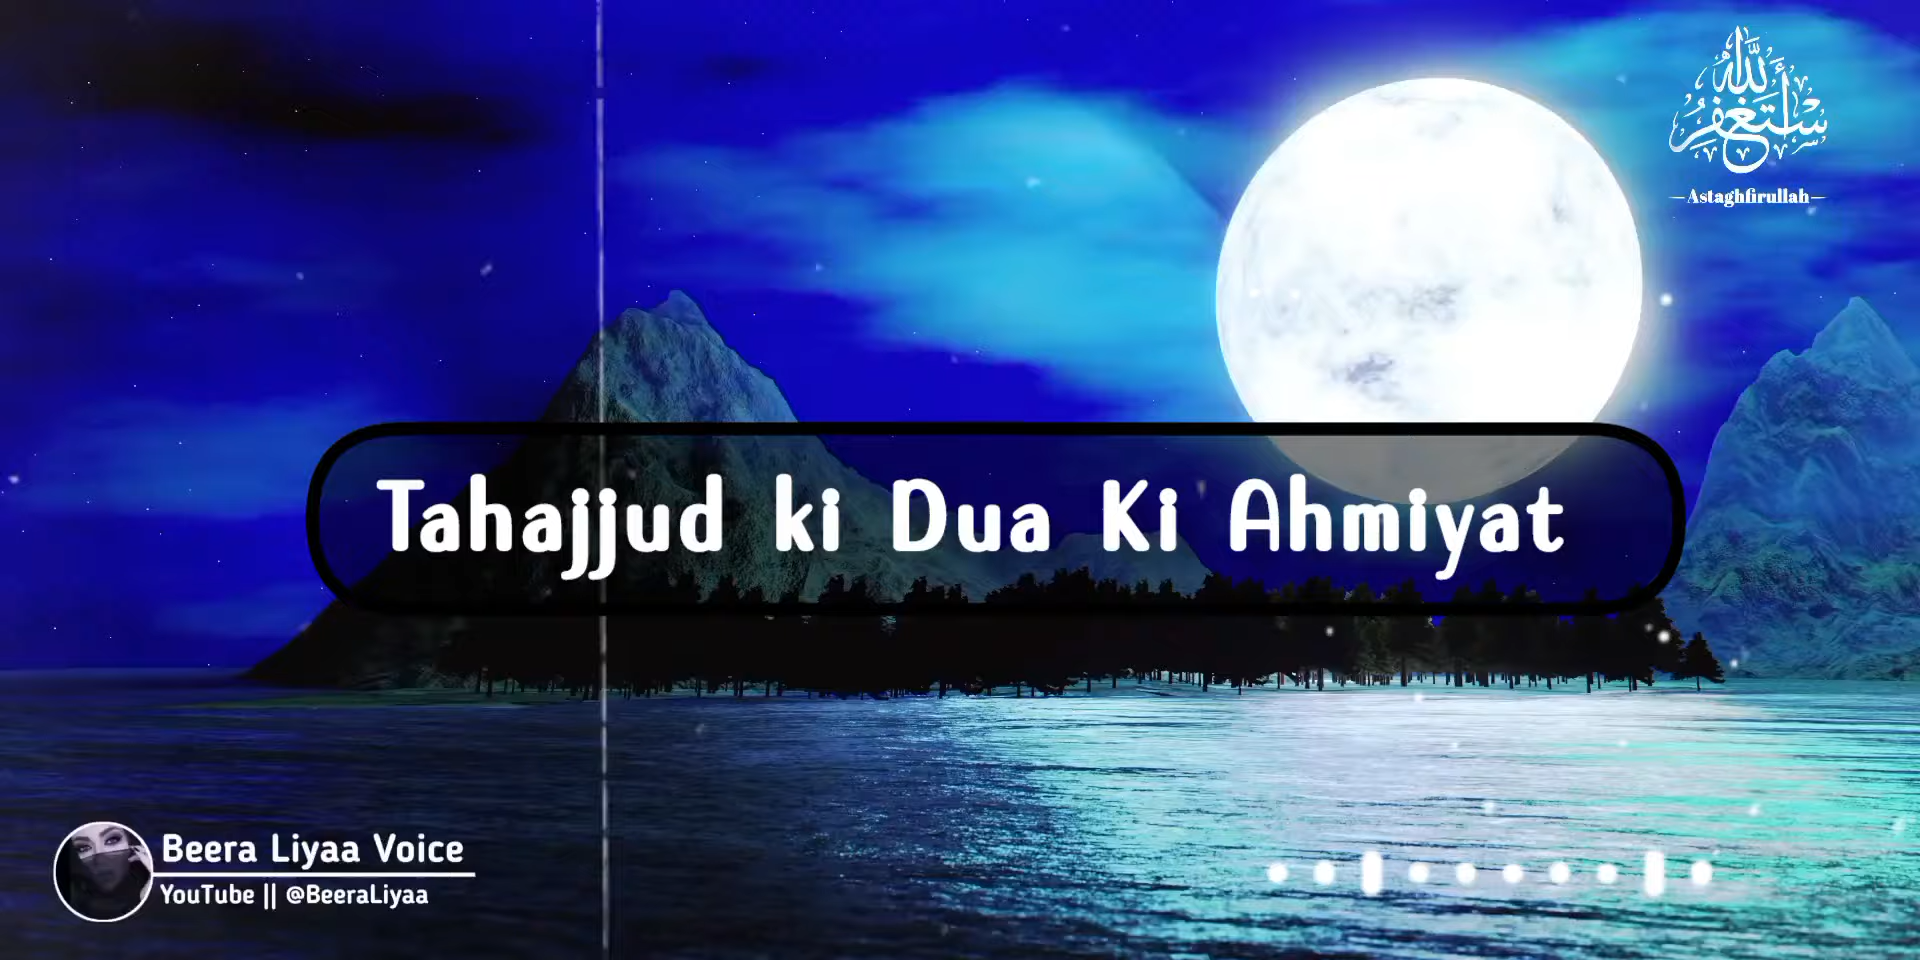 أستغفر الله
Astaghfirullah
Tahajjud ki Dua Ki Ahmiyat
Beera Liyaa Voice
YouTube || @BeeraLiyaa